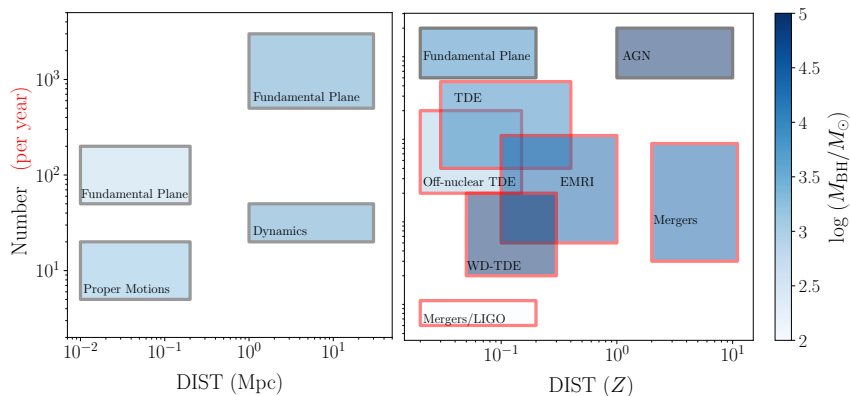 Number (per year)
10^3
10^2
10^1
Fundamental Plane
Fundamental Plane
Dynamics
Proper Motions
10^−2
10^−1
10^0
10^1
DIST (Mpc)
Fundamental Plane
AGN
TDE
Off-nuclear TDE
EMRI
Mergers
WD-TDE
Mergers/LIGO
10^−1
10^0
10^1
DIST (Z)
5
4.5
4
3.5
3
2.5
2
log (M_BH/M_⊙)